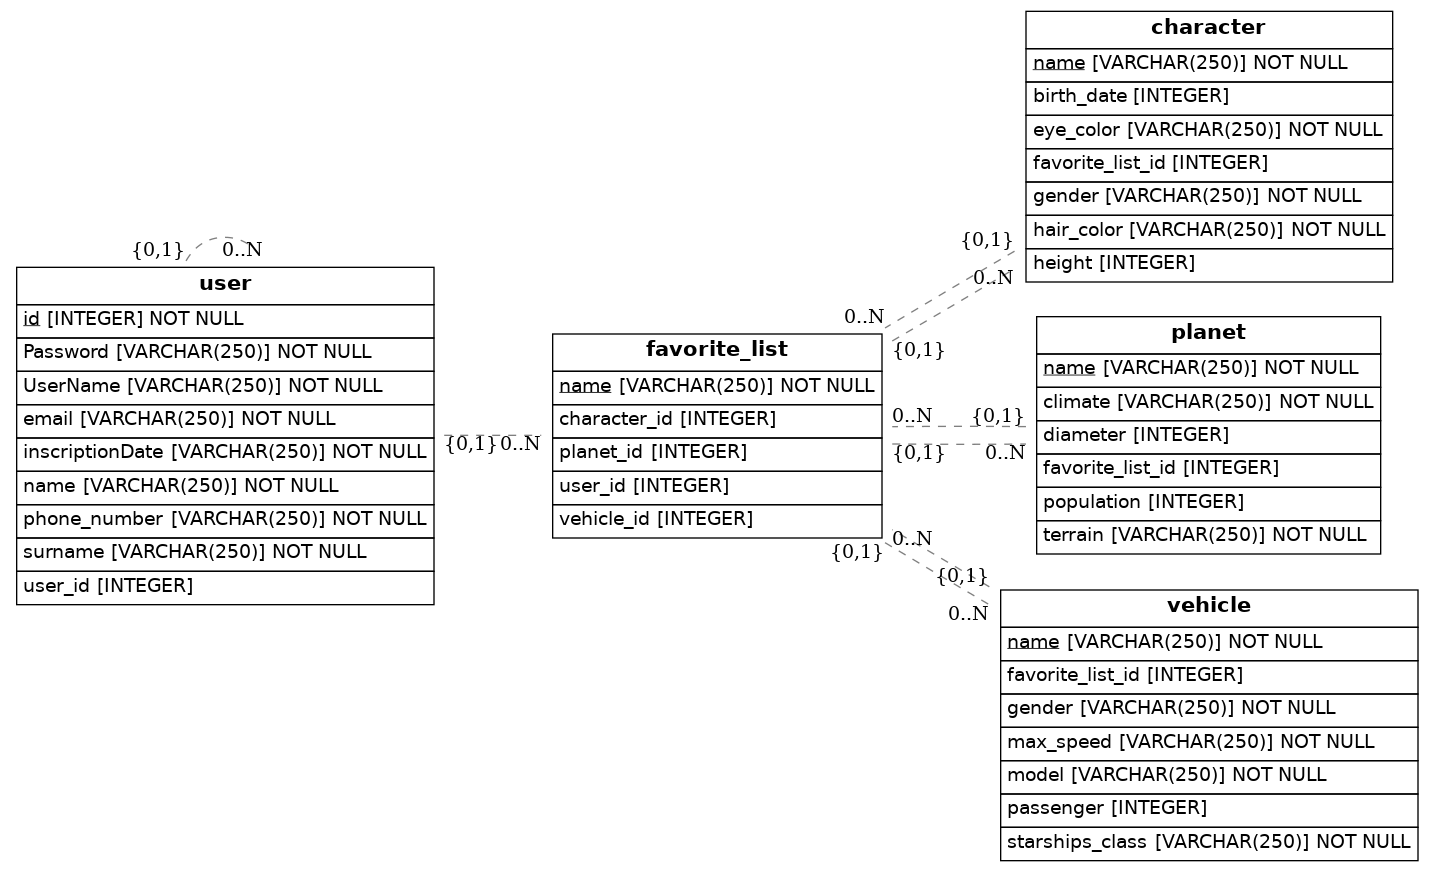 character
name [VARCHAR(250)] NOT NULL
birth_date [INTEGER]
eye_color [VARCHAR(250)] NOT NULL
favorite_list_id [INTEGER]
gender [VARCHAR(250)] NOT NULL
hair_color [VARCHAR(250)] NOT NULL
height [INTEGER]
{0,1}
0..N
0..N
{0,1}
{0,1} 0..N
user
id [INTEGER] NOT NULL
Password [VARCHAR(250)] NOT NULL
UserName [VARCHAR(250)] NOT NULL
email [VARCHAR(250)] NOT NULL
inscriptionDate [VARCHAR(250)] NOT NULL
name [VARCHAR(250)] NOT NULL
phone_number [VARCHAR(250)] NOT NULL
surname [VARCHAR(250)] NOT NULL
user_id [INTEGER]
{0,1} 0..N
favorite_list
name [VARCHAR(250)] NOT NULL
character_id [INTEGER]
planet_id [INTEGER]
user_id [INTEGER]
vehicle_id [INTEGER]
0..N {0,1}
{0,1} 0..N
planet
name [VARCHAR(250)] NOT NULL
climate [VARCHAR(250)] NOT NULL
diameter [INTEGER]
favorite_list_id [INTEGER]
population [INTEGER]
terrain [VARCHAR(250)] NOT NULL
0..N
{0,1}
{0,1}
0..N
vehicle
name [VARCHAR(250)] NOT NULL
favorite_list_id [INTEGER]
gender [VARCHAR(250)] NOT NULL
max_speed [VARCHAR(250)] NOT NULL
model [VARCHAR(250)] NOT NULL
passenger [INTEGER]
starships_class [VARCHAR(250)] NOT NULL